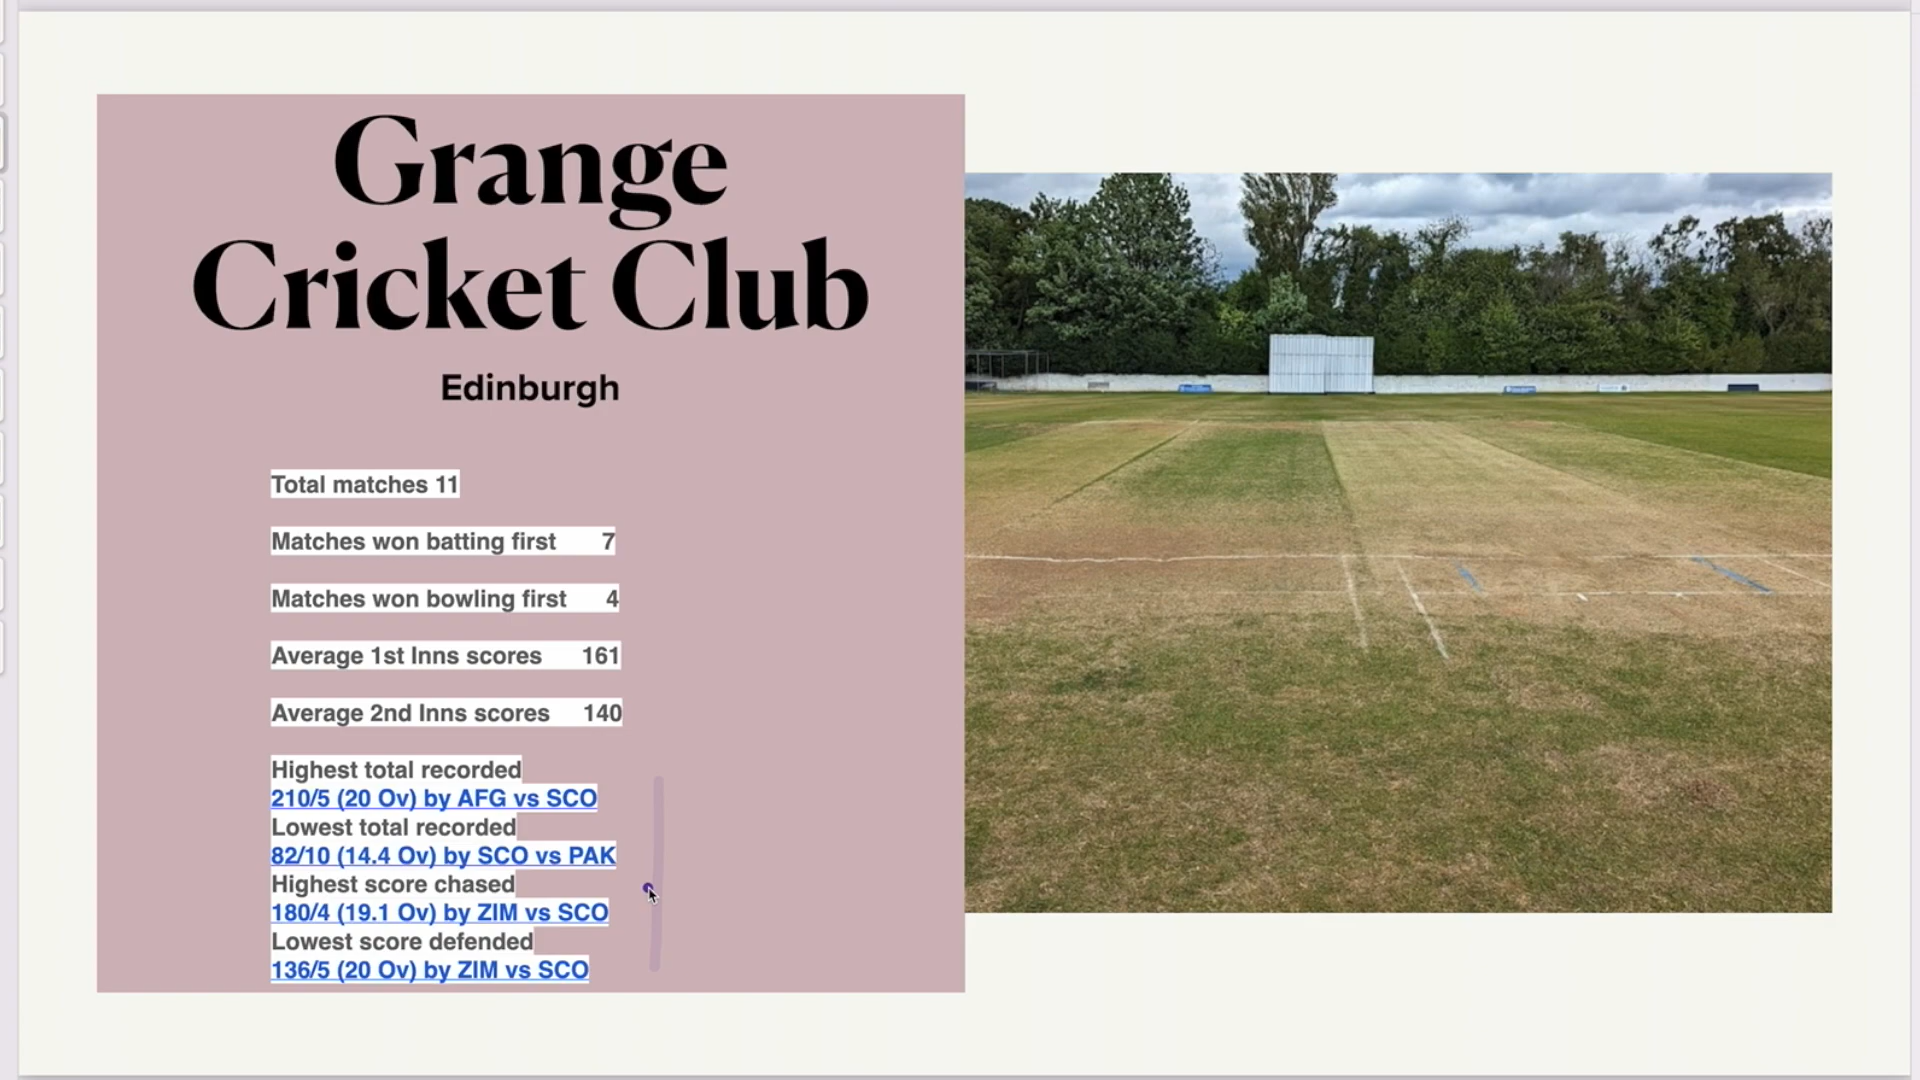 Grange
Cricket Club
Edinburgh
Total matches 11
Matches won batting first 7
Matches won bowling first 4
Average 1st Inns scores 161
Average 2nd Inns scores 140
Highest total recorded
210/5 (20 Ov) by AFG vs SCO
Lowest total recorded
82/10 (14.4 Ov) by SCO vs PAK
Highest score chased
180/4 (19.1 Ov) by ZIM vs SCO
Lowest score defended
136/5 (20 Ov) by ZIM vs SCO